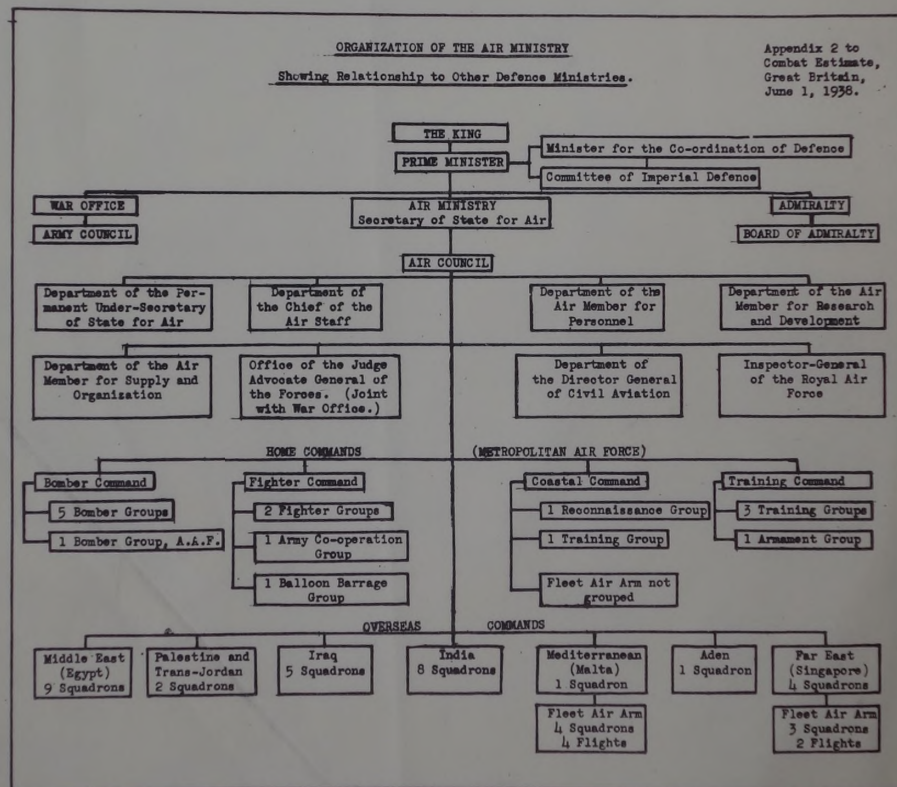 ORGANIZATION OF THE AIR MINISTRY
Showing Relationship to Other Defence Ministries.
Appendix 2 to
Combat Estimate,
Great Britain,
June 1, 1938.
THE KING
PRIME MINISTER
Minister for the Co-ordination of Defence
Committee of Imperial Defence
WAR OFFICE
ARMY COUNCIL
AIR MINISTRY
Secretary of State for Air
ADMIRALTY
BOARD OF ADMIRALTY
AIR COUNCIL
Department of the Per-
manent Under-Secretary
of State for Air
Department of
the Chief of the
Air Staff
Department of the
Air Member for
Personnel
Department of the Air
Member for Research
and Development
Department of the Air
Member for Supply and
Organization
Office of the Judge
Advocate General of
the Forces. (Joint
with War Office.)
Department of
the Director General
of Civil Aviation
Inspector-General
of the Royal Air
Force
HOME COMMANDS (METROPOLITAN AIR FORCE)
Bomber Command
5 Bomber Groups
1 Bomber Group, A.A.F.
Fighter Command
2 Fighter Groups
1 Army Co-operation
Group
1 Balloon Barrage
Group
Coastal Command
1 Reconnaissance Group
1 Training Group
Fleet Air Arm not
grouped
Training Command
3 Training Groups
1 Armament Group
OVERSEAS COMMANDS
Middle East
(Egypt)
9 Squadrons
Palestine and
Trans-Jordan
2 Squadrons
Iraq
5 Squadrons
India
8 Squadrons
Mediterranean
(Malta)
1 Squadron
Fleet Air Arm
4 Squadrons
4 Flights
Aden
1 Squadron
Far East
(Singapore)
4 Squadrons
Fleet Air Arm
3 Squadrons
2 Flights